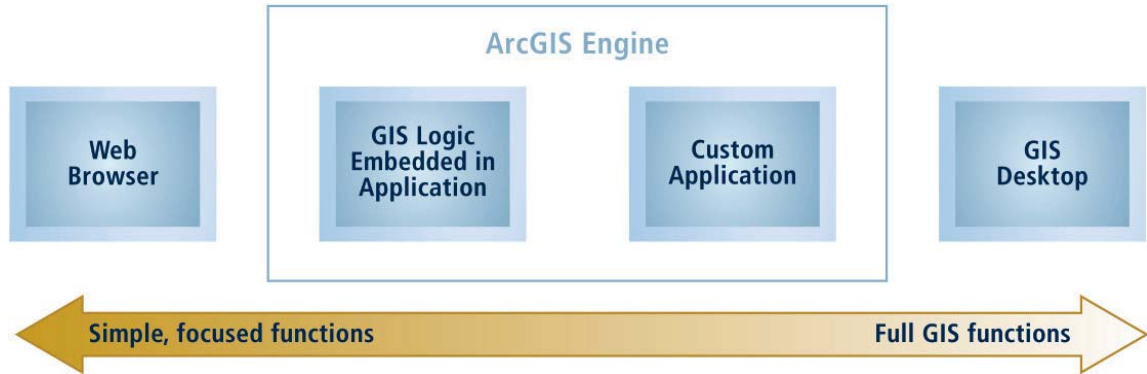 ArcGIS Engine
Web
Browser
GIS Logic
Embedded in
Application
Custom
Application
GIS
Desktop
Simple, focused functions
Full GIS functions